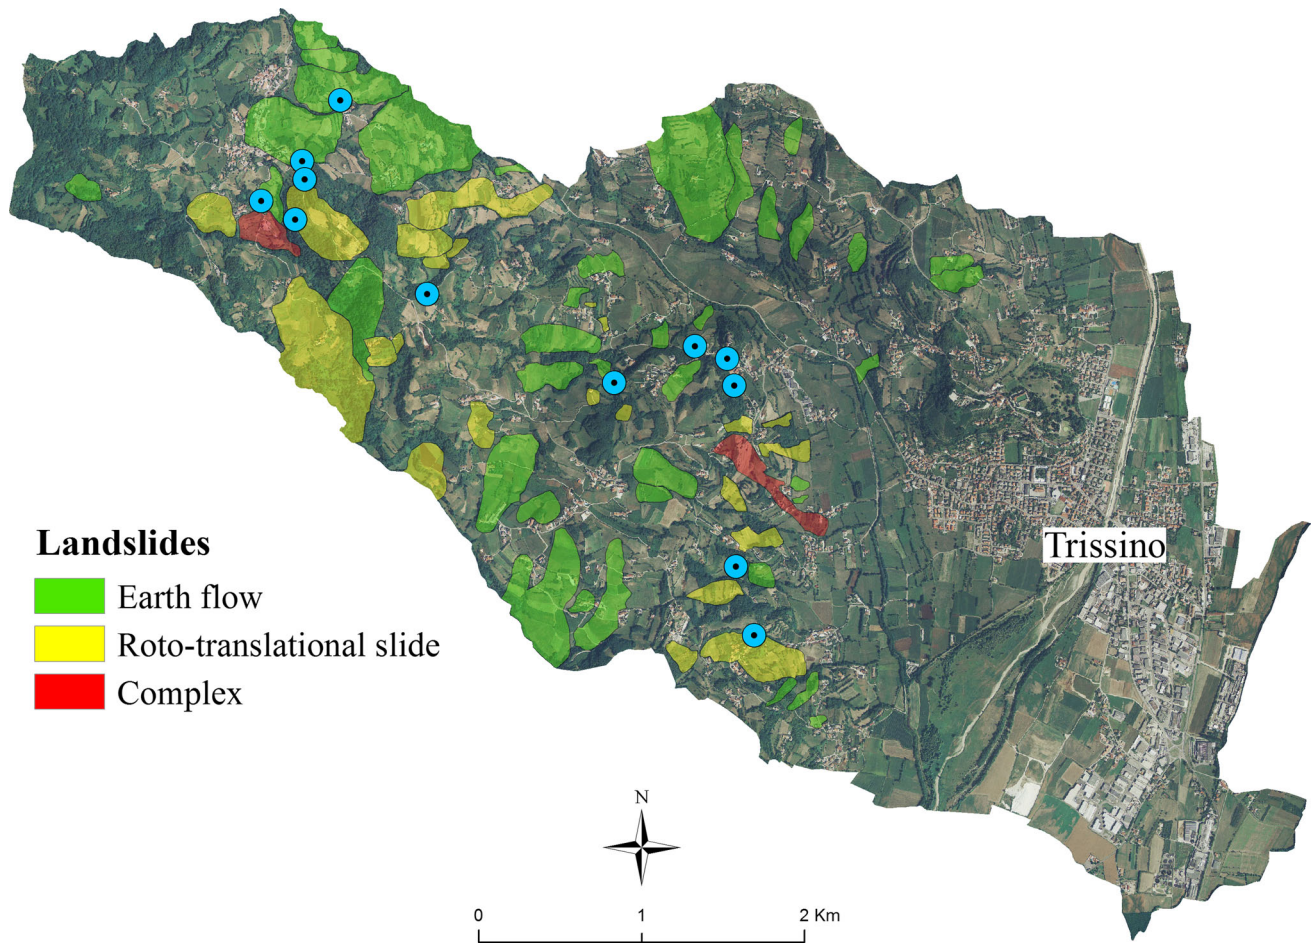 Trissino
Landslides
Earth flow
Roto-translational slide
Complex
N
0 1 2 Km